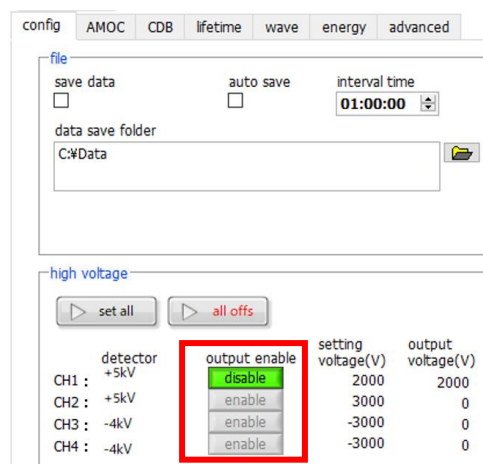 config AMOC CDB lifetime wave energy advanced
file
save data auto save interval time
01:00:00
data save folder
C:¥Data
high voltage
set all all offs
detector output enable setting voltage(V) output voltage(V)
CH1 : +5kV disable 2000 2000
CH2 : +5kV enable 3000 0
CH3 : -4kV enable -3000 0
CH4 : -4kV enable -3000 0